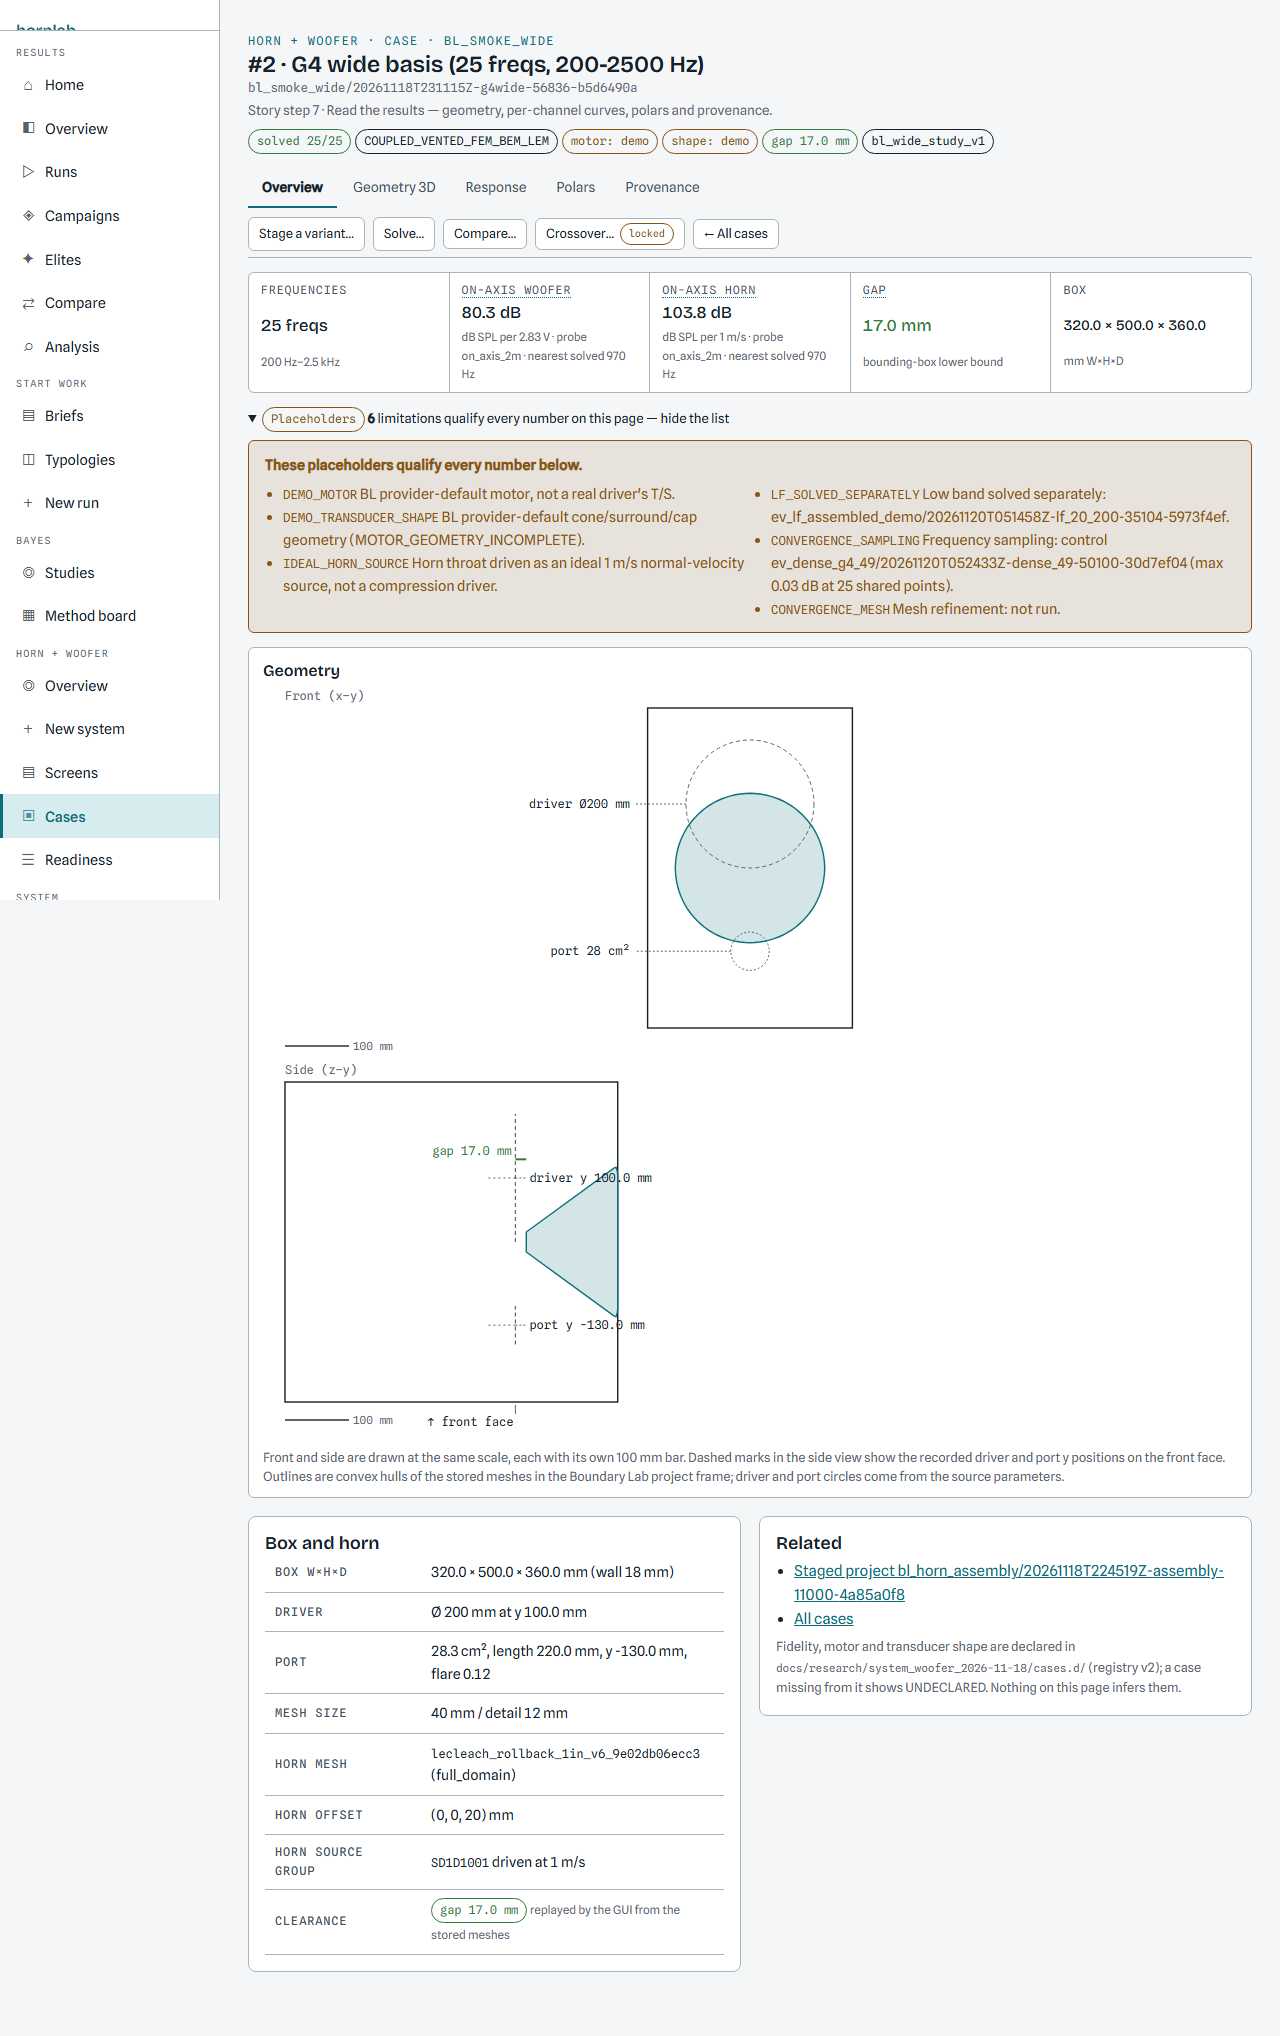 RESULTS
Home
Overview
Runs
Campaigns
Elites
Compare
Analysis
START WORK
Briefs
Typologies
New run
BAYES
Studies
Method board
HORN + WOOFER
Overview
New system
Screens
Cases
Readiness
SYSTEM
HORN + WOOFER · CASE · BL_SMOKE_WIDE
#2 · G4 wide basis (25 freqs, 200-2500 Hz)
bl_smoke_wide/20261118T231115Z-g4wide-56836-b5d6490a
Story step 7 · Read the results — geometry, per-channel curves, polars and provenance.
solved 25/25 COUPLED_VENTED_FEM_BEM_LEM motor: demo shape: demo gap 17.0 mm bl_wide_study_v1
Overview Geometry 3D Response Polars Provenance
Stage a variant... Solve... Compare... Crossover... locked ← All cases
FREQUENCIES
25 freqs
200 Hz–2.5 kHz
ON-AXIS WOOFER
80.3 dB
dB SPL per 2.83 V · probe
on_axis_2m · nearest solved 970
Hz
ON-AXIS HORN
103.8 dB
dB SPL per 1 m/s · probe
on_axis_2m · nearest solved 970
Hz
GAP
17.0 mm
bounding-box lower bound
BOX
320.0 × 500.0 × 360.0
mm W×H×D
▼ Placeholders 6 limitations qualify every number on this page — hide the list
These placeholders qualify every number below.
• DEMO_MOTOR BL provider-default motor, not a real driver's T/S.
• DEMO_TRANSDUCER_SHAPE BL provider-default cone/surround/cap
geometry (MOTOR_GEOMETRY_INCOMPLETE).
• IDEAL_HORN_SOURCE Horn throat driven as an ideal 1 m/s normal-velocity
source, not a compression driver.
• LF_SOLVED_SEPARATELY Low band solved separately:
ev_lf_assembled_demo/20261120T051458Z-lf_20_200-35104-5973f4ef.
• CONVERGENCE_SAMPLING Frequency sampling: control
ev_dense_g4_49/20261120T052433Z-dense_49-50100-30d7ef04 (max
0.03 dB at 25 shared points).
• CONVERGENCE_MESH Mesh refinement: not run.
Geometry
Front (x–y)
driver Ø200 mm
port 28 cm²
100 mm
Side (z–y)
gap 17.0 mm
driver y 100.0 mm
port y -130.0 mm
100 mm
↑ front face
Front and side are drawn at the same scale, each with its own 100 mm bar. Dashed marks in the side view show the recorded driver and port y positions on the front face.
Outlines are convex hulls of the stored meshes in the Boundary Lab project frame; driver and port circles come from the source parameters.
Box and horn
BOX W×H×D 320.0 × 500.0 × 360.0 mm (wall 18 mm)
DRIVER Ø 200 mm at y 100.0 mm
PORT 28.3 cm², length 220.0 mm, y -130.0 mm,
flare 0.12
MESH SIZE 40 mm / detail 12 mm
HORN MESH lecleach_rollback_1in_v6_9e02db06ecc3
(full_domain)
HORN OFFSET (0, 0, 20) mm
HORN SOURCE
GROUP SD1D1001 driven at 1 m/s
CLEARANCE gap 17.0 mm replayed by the GUI from the
stored meshes
Related
• Staged project bl_horn_assembly/20261118T224519Z-assembly-
11000-4a85a0f8
• All cases
Fidelity, motor and transducer shape are declared in
docs/research/system_woofer_2026-11-18/cases.d/ (registry v2); a case
missing from it shows UNDECLARED. Nothing on this page infers them.